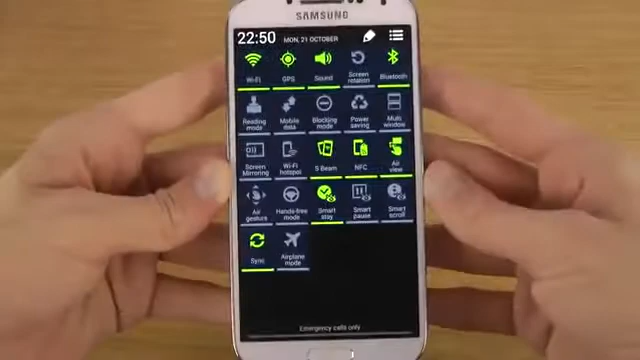 SAMSUNG
22:50 MON, 21 OCTOBER
Wi-Fi GPS Sound Screen rotation Bluetooth
Reading mode Mobile data Blocking mode Power saving Multi window
Screen Mirroring Wi-Fi hotspot S Beam NFC Air view
Air gesture Hands-free mode Smart stay Smart pause Smart scroll
Sync Airplane mode
Emergency calls only